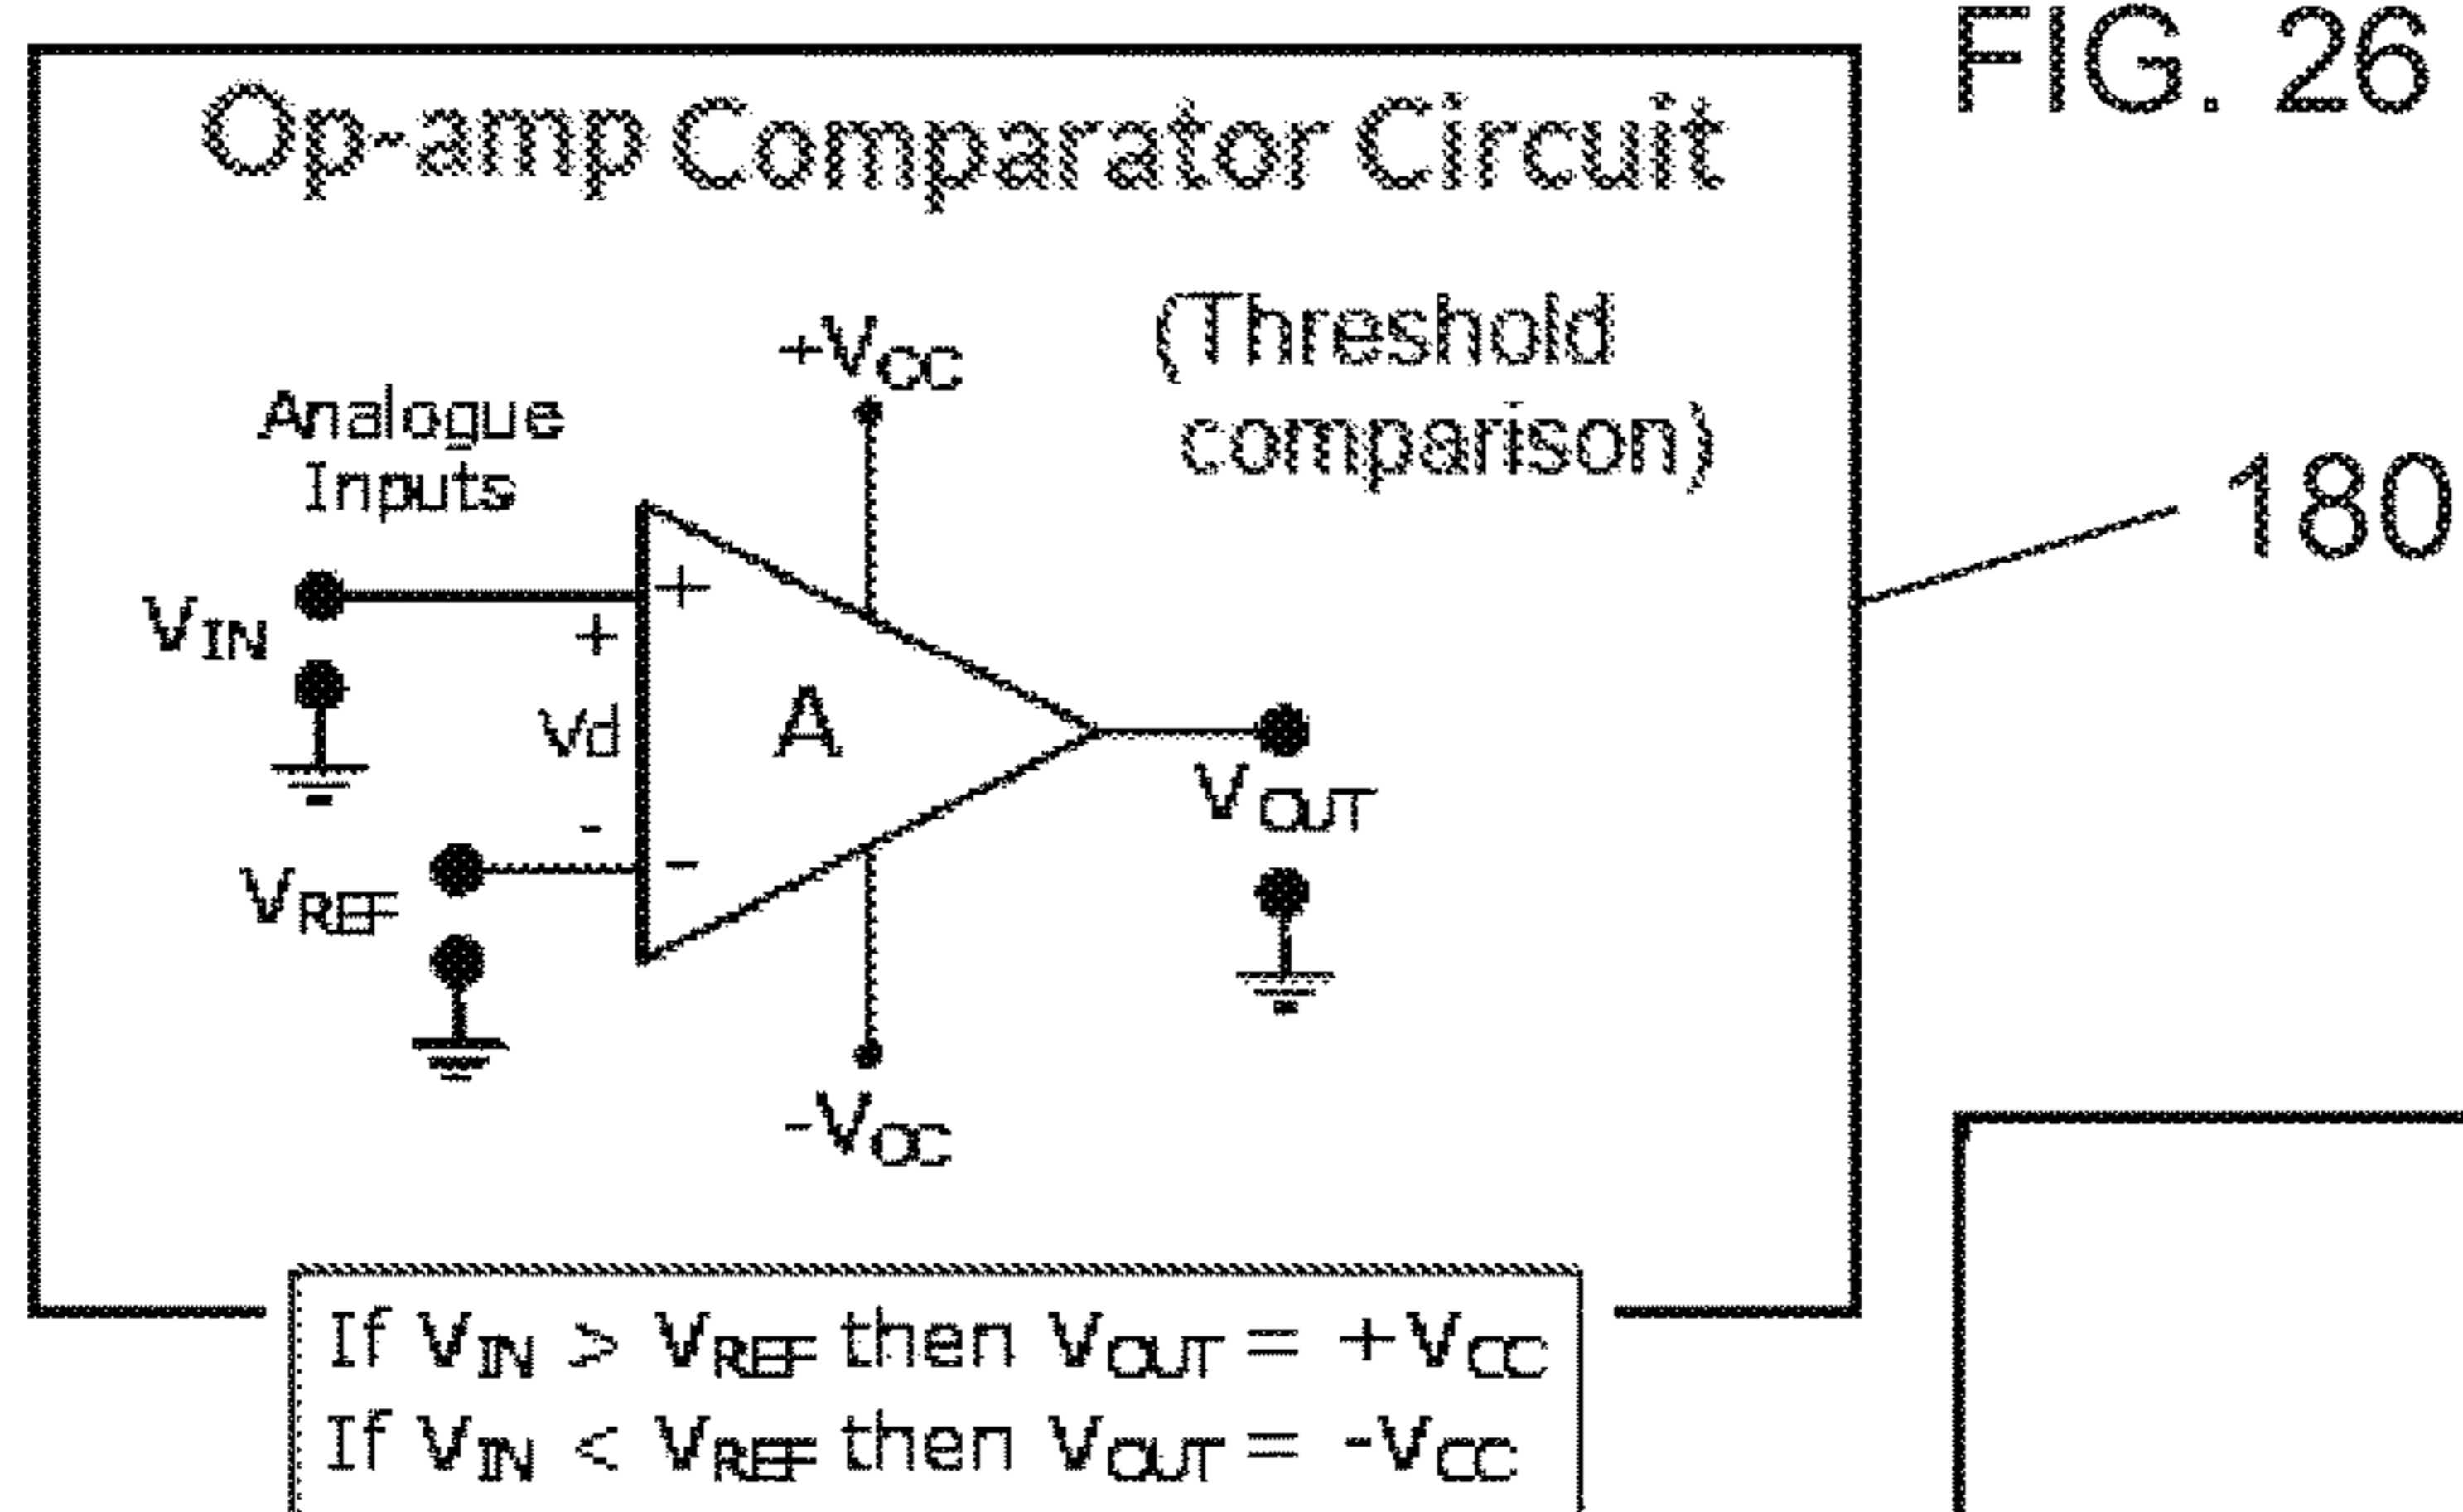 FIG. 26
Op-amp Comparator Circuit
(Threshold
comparison)
+VCC
Analogue
Inputs
180
+
VIN
+
Vd
A
VOUT
-
VREF
-
-VCC
If VIN > VREF then VOUT = +VCC
If VIN < VREF then VOUT = -VCC